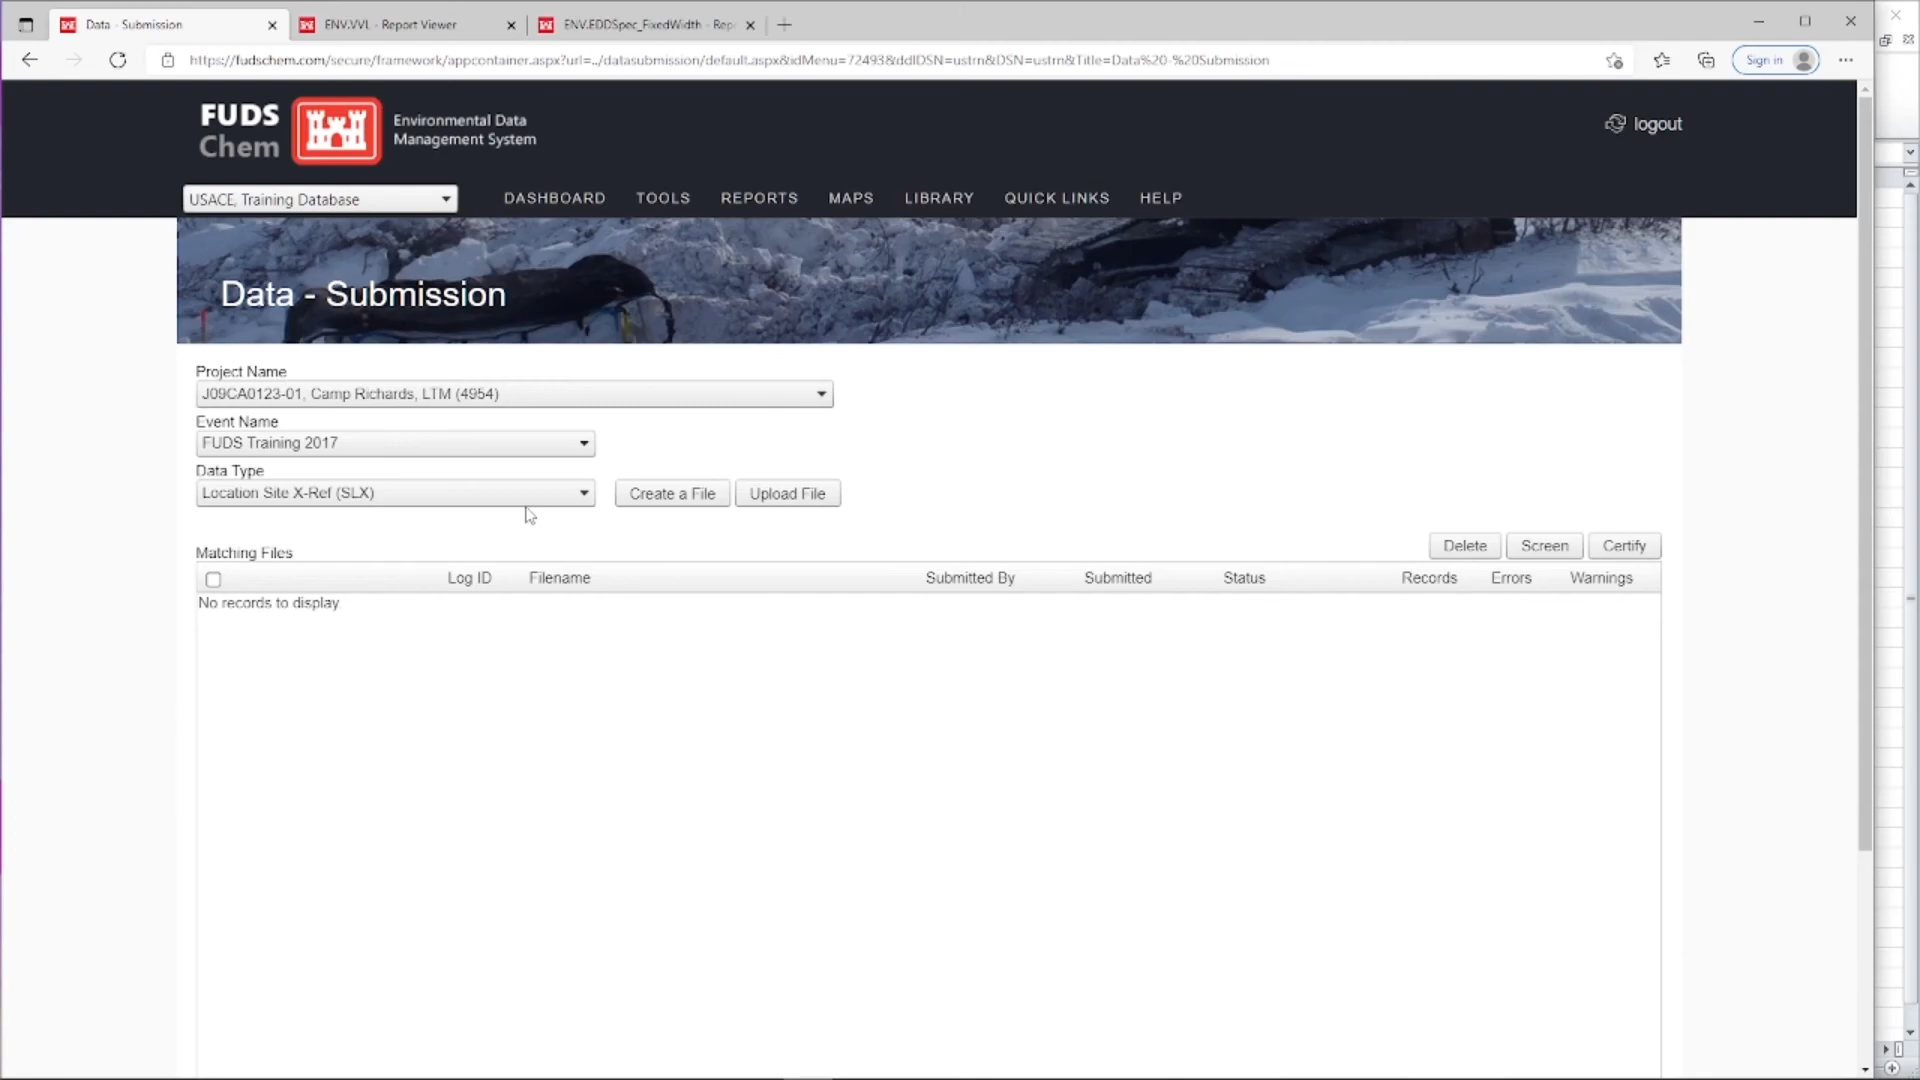 Data - Submission
ENV.VVL - Report Viewer
ENV.EDDSpec_FixedWidth - Rep
https://fudschem.com/secure/framework/appcontainer.aspx?url=../datasubmission/default.aspx&idMenu=72493&ddlDSN=ustrn&DSN=ustrn&Title=Data%20-%20Submission
Sign in
FUDS
Chem
Environmental Data
Management System
logout
USACE, Training Database
DASHBOARD
TOOLS
REPORTS
MAPS
LIBRARY
QUICK LINKS
HELP
Data - Submission
Project Name
J09CA0123-01, Camp Richards, LTM (4954)
Event Name
FUDS Training 2017
Data Type
Location Site X-Ref (SLX)
Create a File
Upload File
Matching Files
Delete
Screen
Certify
Log ID
Filename
Submitted By
Submitted
Status
Records
Errors
Warnings
No records to display